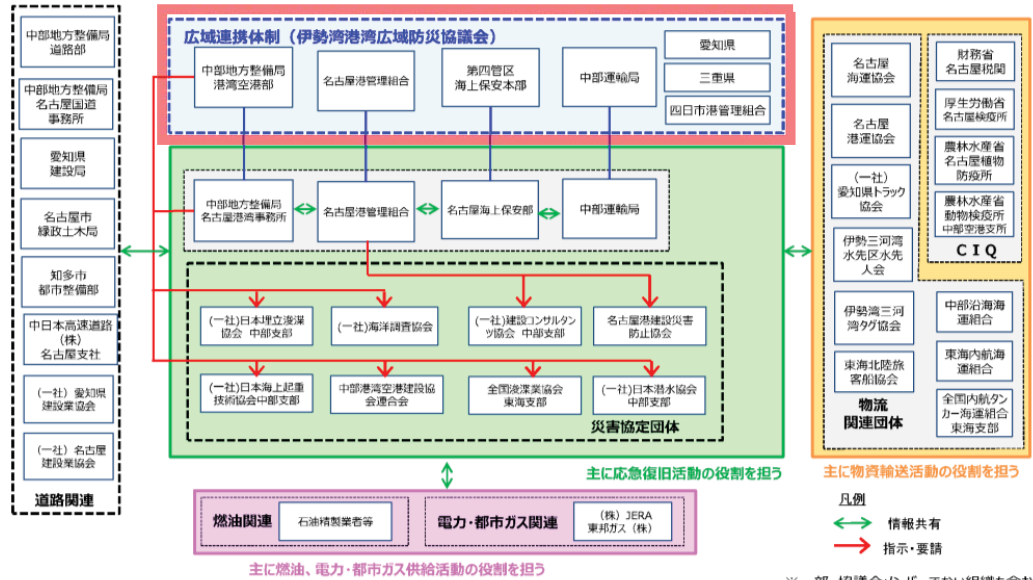 中部地方整備局
道路部
中部地方整備局
名古屋国道
事務所
愛知県
建設局
名古屋市
緑政土木局
知多市
都市整備部
中日本高速道路
(株)
名古屋支社
(一社) 愛知県
建設業協会
(一社) 名古屋
建設業協会
道路関連
広域連携体制(伊勢湾港湾広域防災協議会)
中部地方整備局
港湾空港部
名古屋港管理組合
第四管区
海上保安本部
中部運輸局
愛知県
三重県
四日市港管理組合
中部地方整備局
名古屋港湾事務所
名古屋港管理組合
名古屋海上保安部
中部運輸局
(一社)日本埋立浚渫
協会 中部支部
(一社)海洋調査協会
(一社)建設コンサルタン
ツ協会 中部支部
名古屋港建設災害
防止協会
(一社)日本海上起重
技術協会中部支部
中部港湾空港建設協
会連合会
全国浚渫業協会
東海支部
(一社)日本潜水協会
中部支部
災害協定団体
主に応急復旧活動の役割を担う
燃油関連
石油精製業者等
電力・都市ガス関連
(株) JERA
東邦ガス (株)
主に燃油、電力・都市ガス供給活動の役割を担う
名古屋
海運協会
名古屋
港運協会
(一社)
愛知県トラック
協会
伊勢三河湾
水先区水先
人会
伊勢湾三河
湾タグ協会
東海北陸旅
客船協会
物流
関連団体
財務省
名古屋税関
厚生労働省
名古屋検疫所
農林水産省
名古屋植物
防疫所
農林水産省
動物検疫所
中部空港支所
CIQ
中部沿海海
運組合
東海内航海
運組合
全国内航タン
カー海運組合
東海支部
主に物資輸送活動の役割を担う
凡例
情報共有
指示・要請